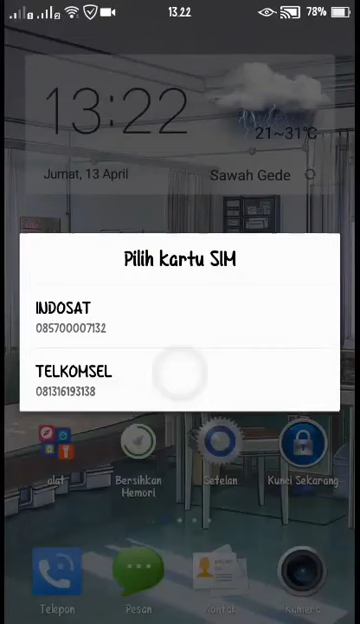 13.22
78%
13:22
21~31°C
Jumat, 13 April
Sawah Gede
Pilih kartu SIM
INDOSAT
085700007132
TELKOMSEL
081316193138
alat
Bersihkan Memori
Setelan
Kunci Sekarang
Telepon
Pesan
Kontak
Kamera